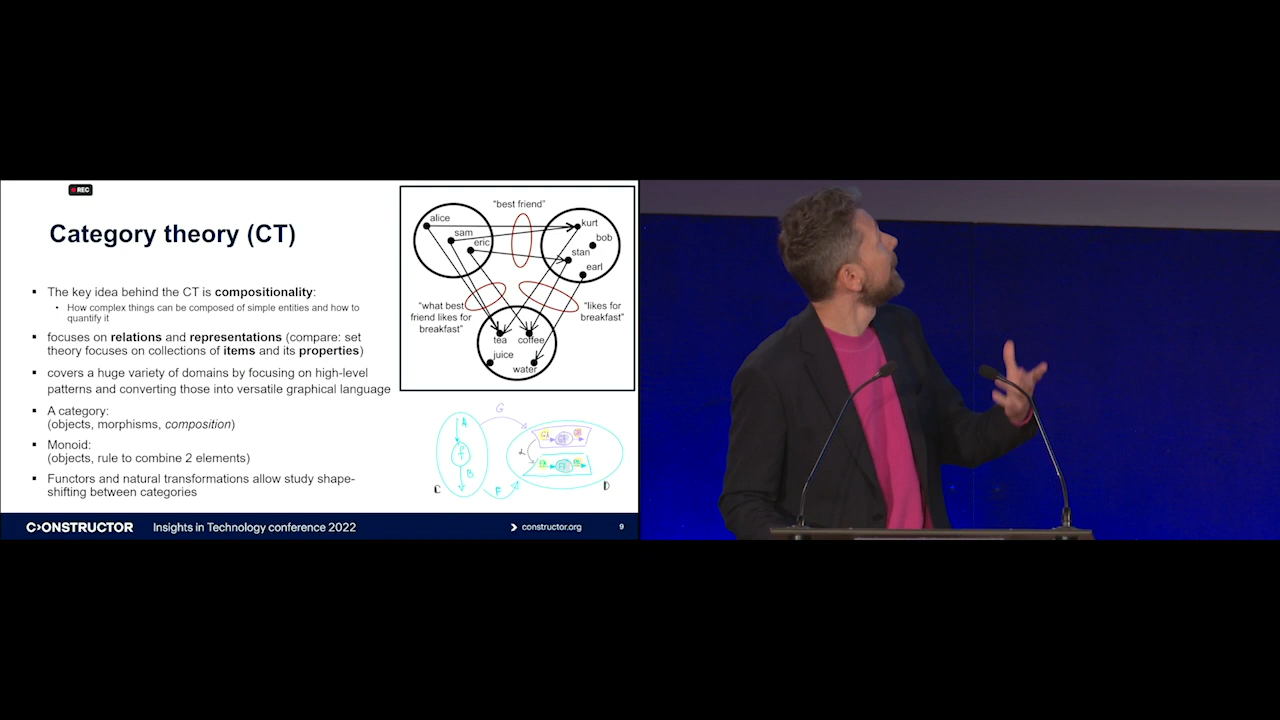 REC
Category theory (CT)
The key idea behind the CT is compositionality:
How complex things can be composed of simple entities and how to
quantify it
focuses on relations and representations (compare: set
theory focuses on collections of items and its properties)
covers a huge variety of domains by focusing on high-level
patterns and converting those into versatile graphical language
A category:
(objects, morphisms, composition)
Monoid:
(objects, rule to combine 2 elements)
Functors and natural transformations allow study shape-
shifting between categories
"best friend"
alice
sam
eric
kurt
bob
stan
earl
"what best
friend likes for
breakfast"
"likes for
breakfast"
tea
coffee
juice
water
G
A
f
B
C
F
D
CONSTRUCTOR
Insights in Technology conference 2022
constructor.org
9